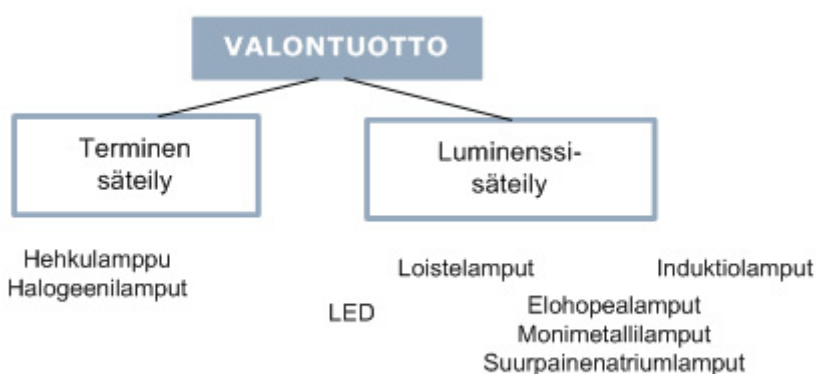 VALONTUOTTO
Terminen
säteily
Luminenssi-
säteily
Hehkulamppu
Halogeenilamput
Loistelamput
Induktiolamput
LED
Elohopealamput
Monimetallilamput
Suurpainenatriumlamput